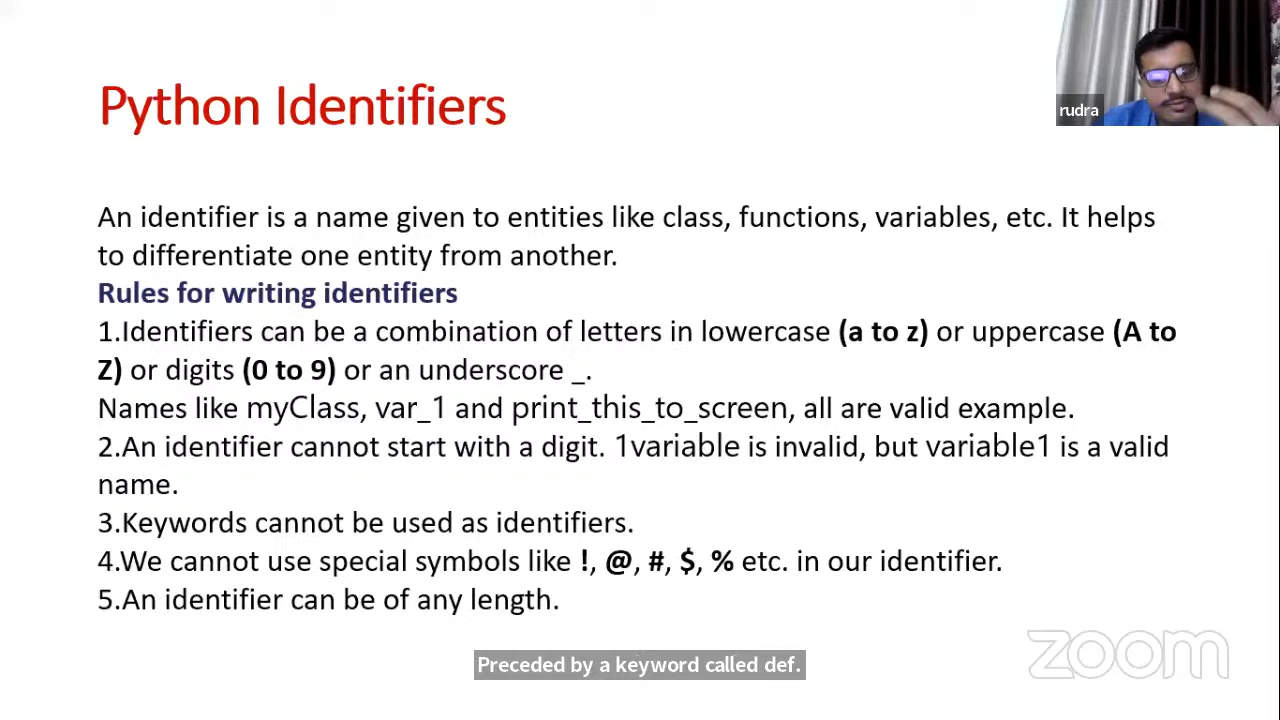 Python Identifiers
rudra
An identifier is a name given to entities like class, functions, variables, etc. It helps
to differentiate one entity from another.
Rules for writing identifiers
1.Identifiers can be a combination of letters in lowercase (a to z) or uppercase (A to
Z) or digits (0 to 9) or an underscore _.
Names like myClass, var_1 and print_this_to_screen, all are valid example.
2.An identifier cannot start with a digit. 1variable is invalid, but variable1 is a valid
name.
3.Keywords cannot be used as identifiers.
4.We cannot use special symbols like !, @, #, $, % etc. in our identifier.
5.An identifier can be of any length.
Preceded by a keyword called def.
zoom